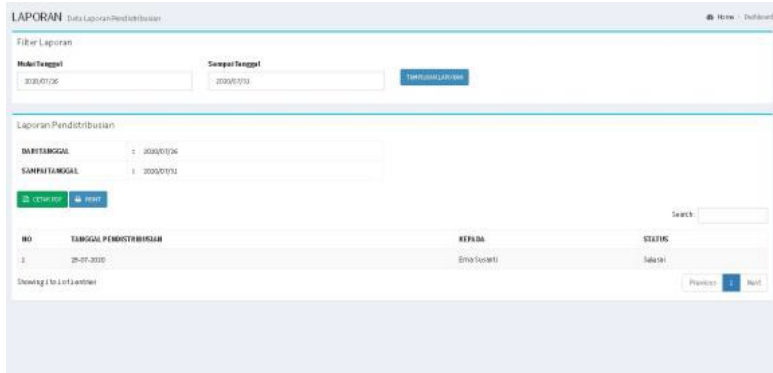 LAPORAN Data Laporan Pendistribusian
Home > Dashboard
Filter Laporan
Mulai Tanggal
Sampai Tanggal
2020/07/26
2020/07/31
TAMPILKAN LAPORAN
Laporan Pendistribusian
DARI TANGGAL : 2020/07/26
SAMPAI TANGGAL : 2020/07/31
CETAK PDF
PRINT
Search:
NO TANGGAL PENDISTRIBUSIAN KEPADA STATUS
1 29-07-2020 Erna Susanti Selesai
Showing 1 to 1 of 1 entries
Previous 1 Next